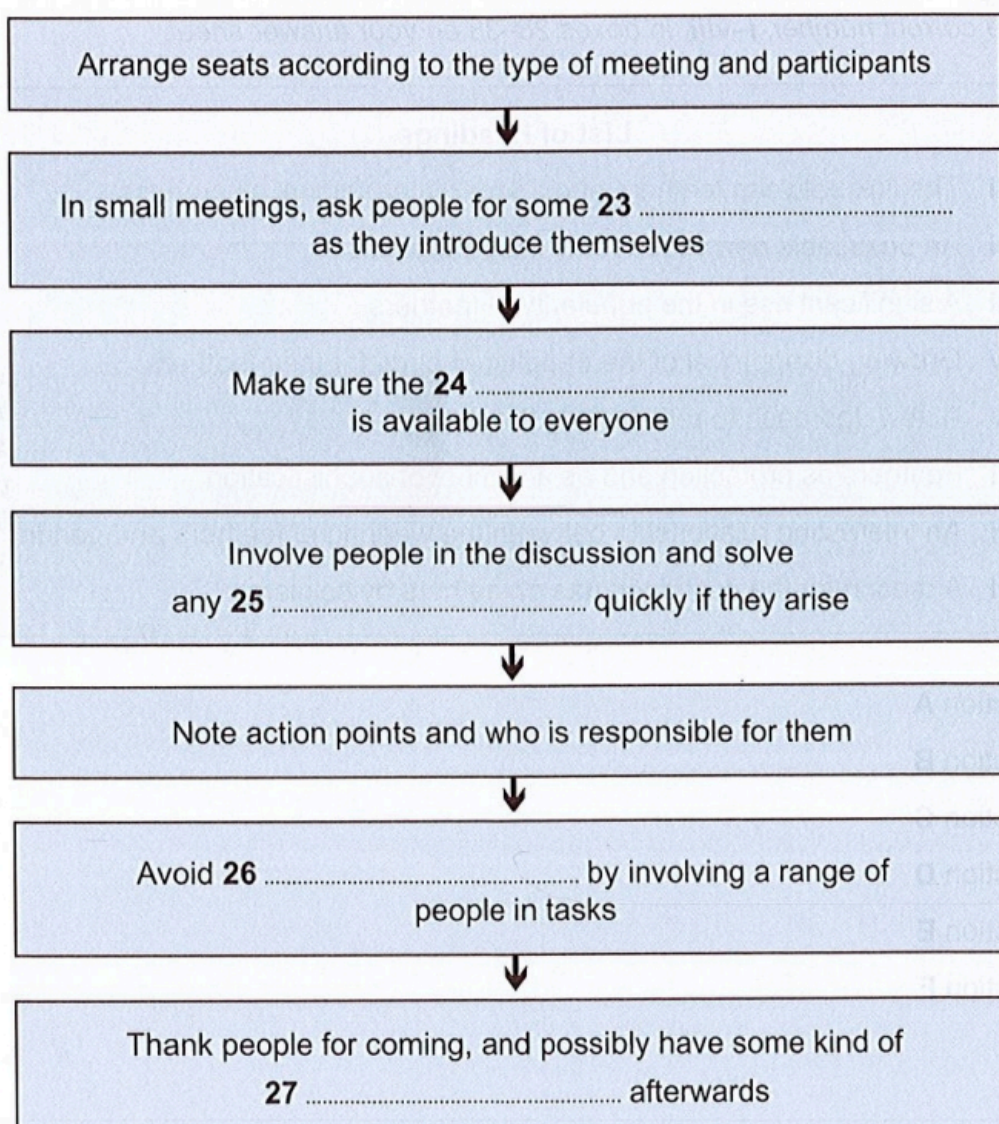 Arrange seats according to the type of meeting and participants
In small meetings, ask people for some 23 ........................................
as they introduce themselves
Make sure the 24 ........................................
is available to everyone
Involve people in the discussion and solve
any 25 ........................................ quickly if they arise
Note action points and who is responsible for them
Avoid 26 ........................................ by involving a range of
people in tasks
Thank people for coming, and possibly have some kind of
27 ........................................ afterwards